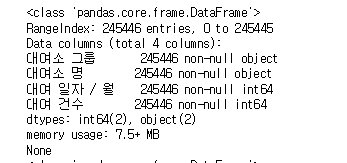 <class 'pandas.core.frame.DataFrame'>
RangeIndex: 245446 entries, 0 to 245445
Data columns (total 4 columns):
대여소 그룹 245446 non-null object
대여소 명 245446 non-null object
대여 일자 / 월 245446 non-null int64
대여 건수 245446 non-null int64
dtypes: int64(2), object(2)
memory usage: 7.5+ MB
None